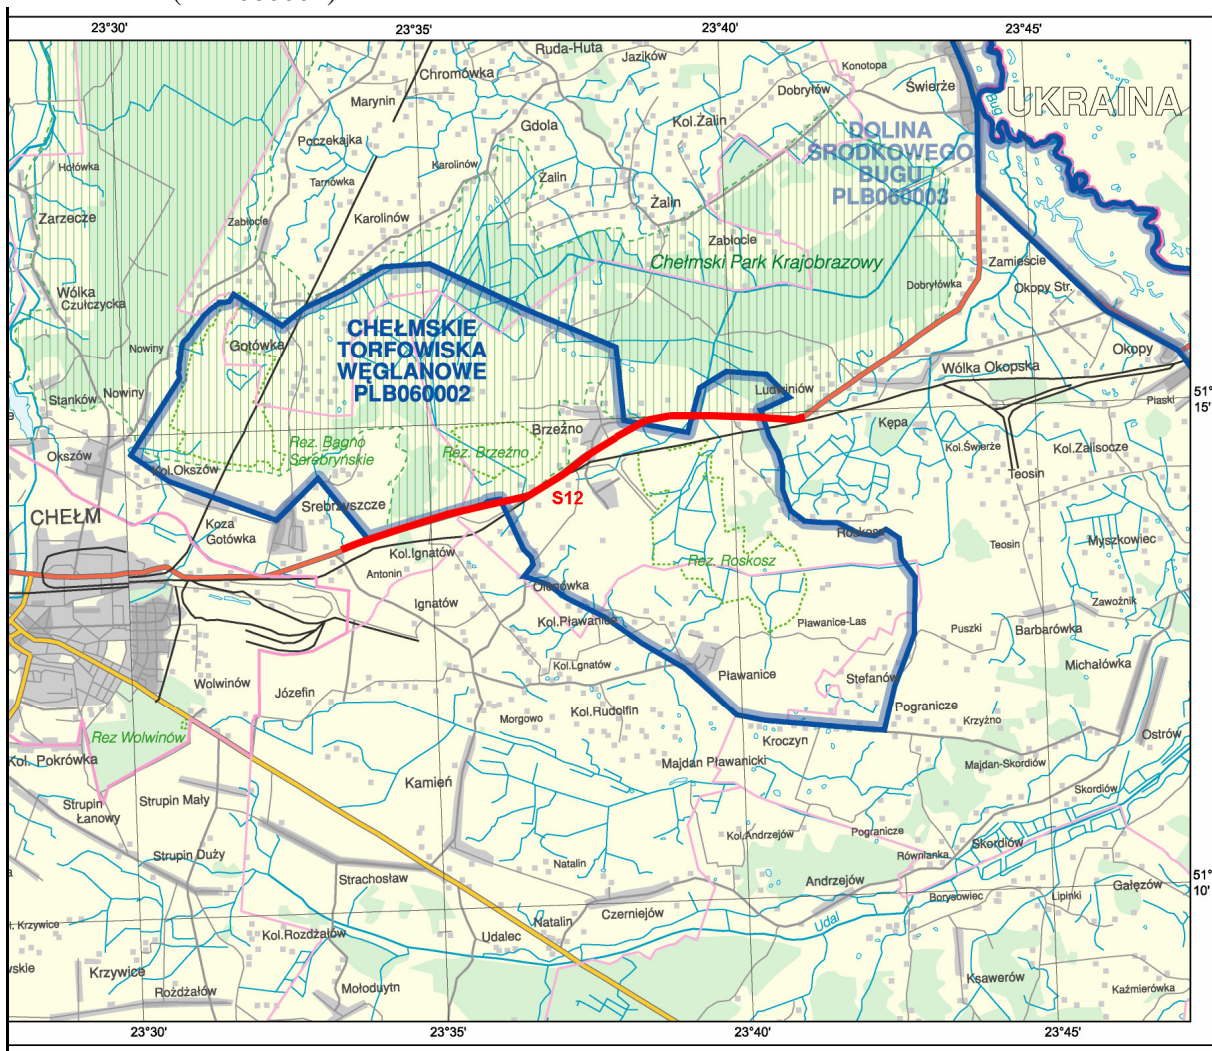 23°30'
23°35'
23°40'
23°45'
Ruda-Huta
Jazików
Konotopa
Chromówka
Dobryłów
Świerże
Marynin
UKRAINA
Bug
Gdola
Kol.Żalin
DOLINA
ŚRODKOWEGO
BUGU
PLB060003
Poczekajka
Hołówka
Karolinów
Tarnówka
Żalin
Zarzecze
Zabłocie
Karolinów
Żalin
Zabłocie
Chełmski Park Krajobrazowy
Zamieście
Dobryłówka
Okopy Str.
Wólka
Czułczycka
CHEŁMSKIE
TORFOWISKA
WĘGLANOWE
PLB060002
Nowiny
Gotówka
Okopy
Wólka Okopska
Stanków
Nowiny
Ludwinów
51°
15'
Piaski
Brzeźno
Kępa
Rez. Bagno
Serebryńskie
Rez. Brzeźno
Okszów
Kol.Okszów
Kol.Świerże
Kol.Zalisocze
Teosin
S12
CHEŁM
Srebrzyszcze
Koza
Gotówka
Roskosz
Teosin
Myszkowiec
Kol.Ignatów
Antonin
Rez. Roskosz
Ologówka
Ignatów
Zawoźnik
Kol.Pławanice
Pławanice-Las
Puszki
Barbarówka
Kol.Lgnatów
Michałówka
Wolwinów
Józefin
Pławanice
Stefanów
Morgowo
Kol.Rudolfin
Pogranicze
Krzyżno
Rez Wolwinów
Kroczyn
Ostrów
Kol. Pokrówka
Majdan Pławanicki
Majdan-Skordiów
Kamień
Strupin
Łanowy
Strupin Mały
Skordiów
Kol.Andrzejów
Pogranicze
Skordiów
Strupin Duży
Natalin
Równianka
51°
10'
Strachosław
Andrzejów
Gałęzów
Borysowiec
Lipinki
Czerniejów
Udal
Natalin
Krzywice
Kol.Rozdżałów
Udalec
Krzywice
Ksawerów
Rożdżałów
Mołoduytn
Kaźmierówka
23°30'
23°35'
23°40'
23°45'